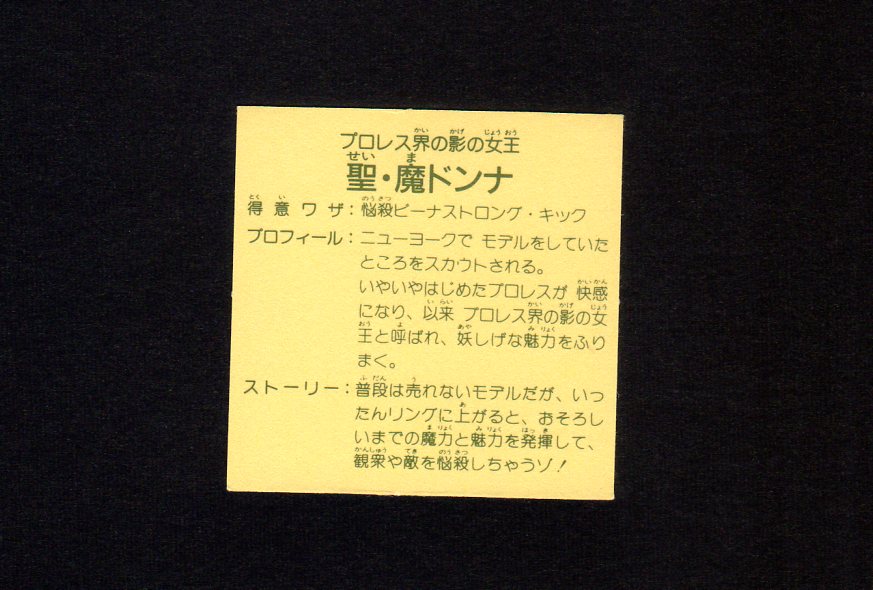 プロレス界の影の女王
聖・魔ドンナ
得意ワザ：悩殺ビーナストロング・キック
プロフィール：ニューヨークで モデルをしていた
ところをスカウトされる。
いやいやはじめたプロレスが 快感
になり、以来 プロレス界の影の女
王と呼ばれ、妖しげな魅力をふり
まく。
ストーリー：普段は売れないモデルだが、いっ
たんリングに上がると、おそろし
いまでの魔力と魅力を発揮して、
観衆や敵を悩殺しちゃうゾ！